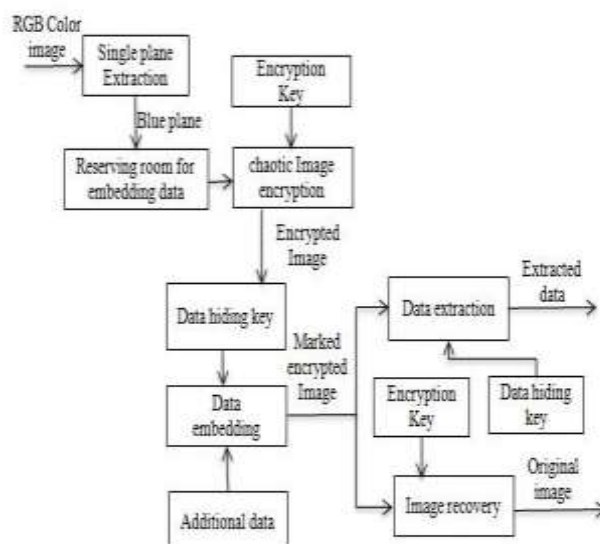 RGB Color
image
Single plane
Extraction
Encryption
Key
Blue plane
Reserving room for
embedding data
chaotic Image
encryption
Encrypted
Image
Data hiding key
Marked
encrypted
Image
Data
embedding
Additional data
Data extraction
Extracted
data
Encryption
Key
Data hiding
key
Image recovery
Original
image